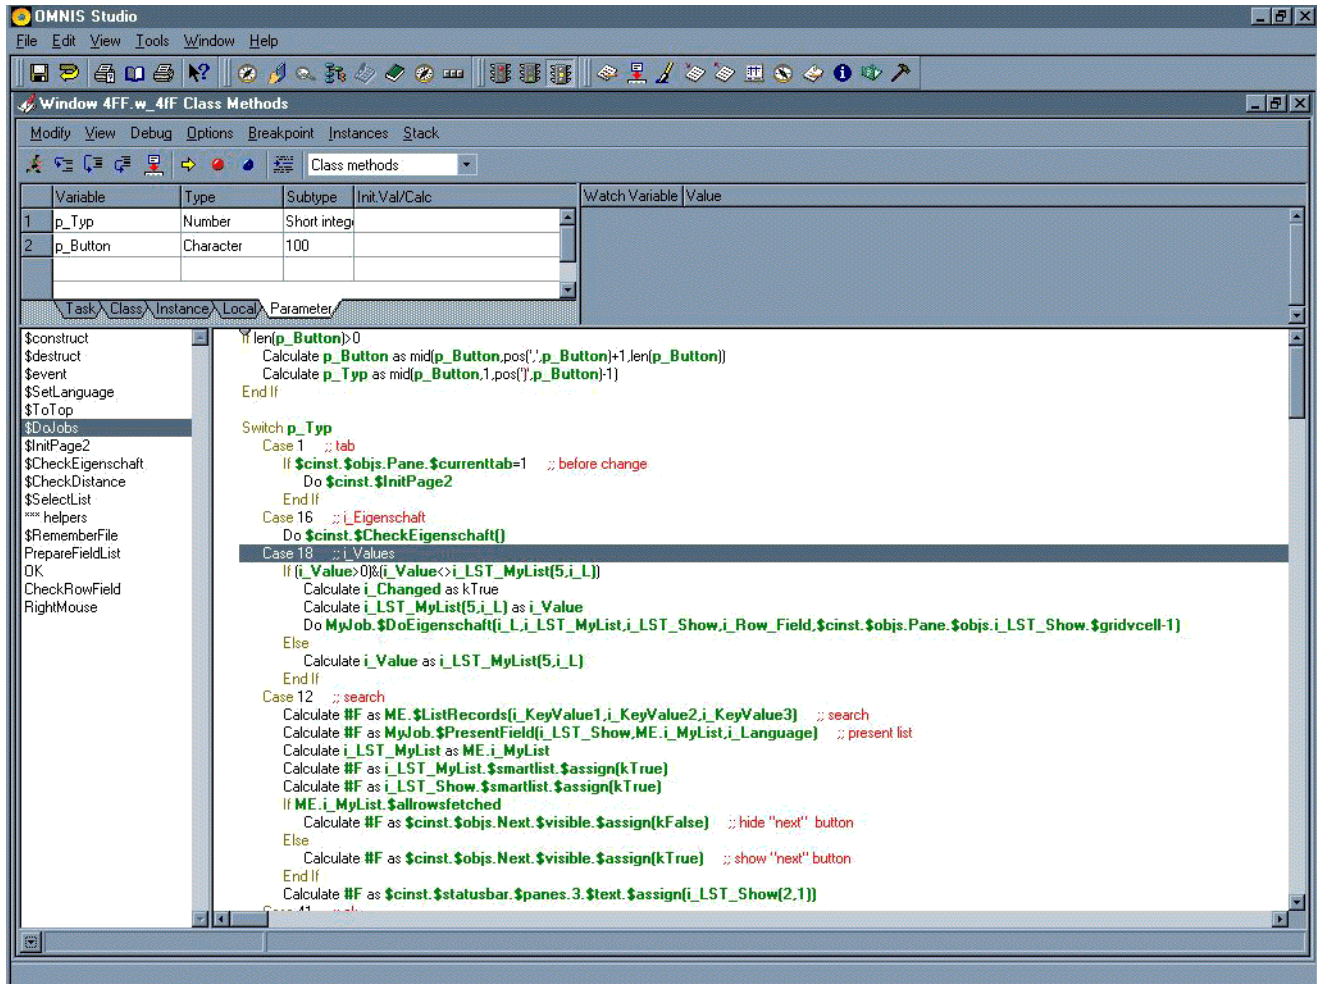 OMNIS Studio
File Edit View Tools Window Help
Window 4FF.w_4fF Class Methods
Modify View Debug Options Breakpoint Instances Stack
Class methods
Variable Type Subtype Init.Val/Calc
Watch Variable Value
1 p_Typ Number Short intege
2 p_Button Character 100
Task Class Instance Local Parameter
$construct
$destruct
$event
$SetLanguage
$ToTop
$DoJobs
$InitPage2
$CheckEigenschaft
$CheckDistance
$SelectList
*** helpers
$RememberFile
PrepareFieldList
OK
CheckRowField
RightMouse
If len(p_Button)>0
Calculate p_Button as mid(p_Button,pos(',',p_Button)+1,len(p_Button))
Calculate p_Typ as mid(p_Button,1,pos(')',p_Button)-1)
End If
Switch p_Typ
Case 1 ;; tab
If $cinst.$objs.Pane.$currenttab=1 ;; before change
Do $cinst.$InitPage2
End If
Case 16 ;; i_Eigenschaft
Do $cinst.$CheckEigenschaft()
Case 18 ;; i_Values
If (i_Value>0)&(i_Value<>i_LST_MyList(5,i_L))
Calculate i_Changed as kTrue
Calculate i_LST_MyList(5,i_L) as i_Value
Do MyJob.$DoEigenschaft(i_L,i_LST_MyList,i_LST_Show,i_Row_Field,$cinst.$objs.Pane.$objs.i_LST_Show.$gridvcell-1)
Else
Calculate i_Value as i_LST_MyList(5,i_L)
End If
Case 12 ;; search
Calculate #F as ME.$ListRecords(i_KeyValue1,i_KeyValue2,i_KeyValue3) ;; search
Calculate #F as MyJob.$PresentField(i_LST_Show,ME.i_MyList,i_Language) ;; present list
Calculate i_LST_MyList as ME.i_MyList
Calculate #F as i_LST_MyList.$smartlist.$assign(kTrue)
Calculate #F as i_LST_Show.$smartlist.$assign(kTrue)
If ME.i_MyList.$allrowsfetched
Calculate #F as $cinst.$objs.Next.$visible.$assign(kFalse) ;; hide "next" button
Else
Calculate #F as $cinst.$objs.Next.$visible.$assign(kTrue) ;; show "next" button
End If
Calculate #F as $cinst.$statusbar.$panes.3.$text.$assign(i_LST_Show(2,1))